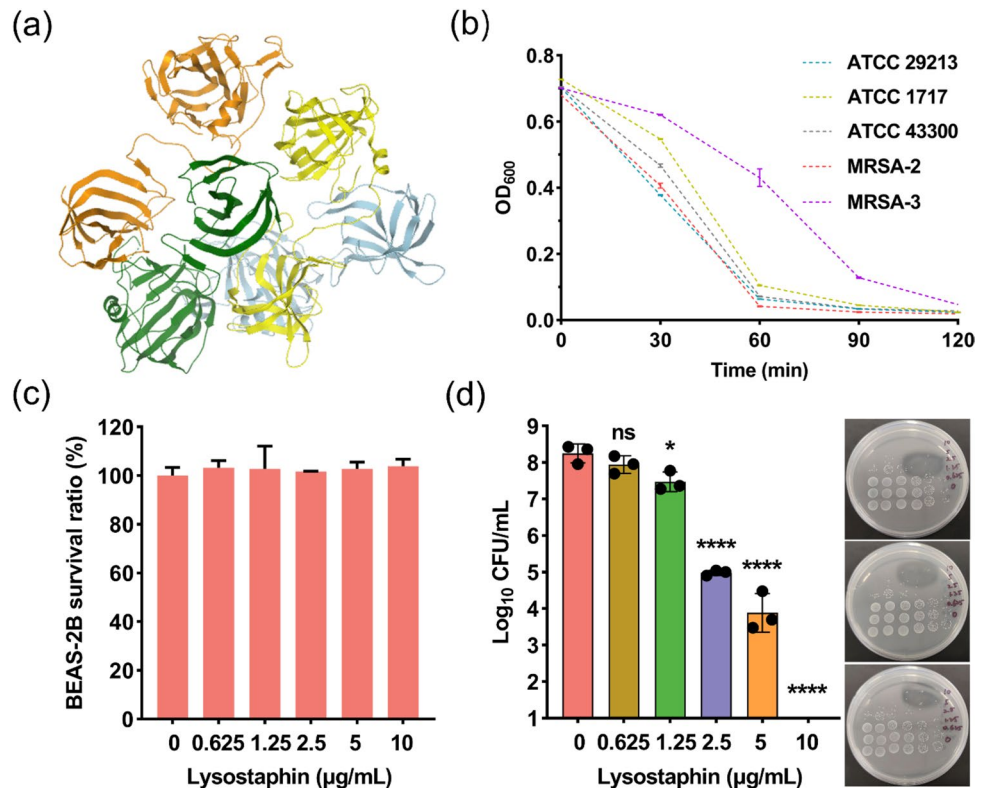 (a)
(b)
0.8
0.6
0.4
0.2
0.0
OD600
0 30 60 90 120
Time (min)
ATCC 29213
ATCC 1717
ATCC 43300
MRSA-2
MRSA-3
(c)
120
100
80
60
40
20
0
BEAS-2B survival ratio (%)
0 0.625 1.25 2.5 5 10
Lysostaphin (μg/mL)
(d)
9
8
7
6
5
4
3
2
1
Log10 CFU/mL
ns
*
****
****
****
0 0.625 1.25 2.5 5 10
Lysostaphin (μg/mL)